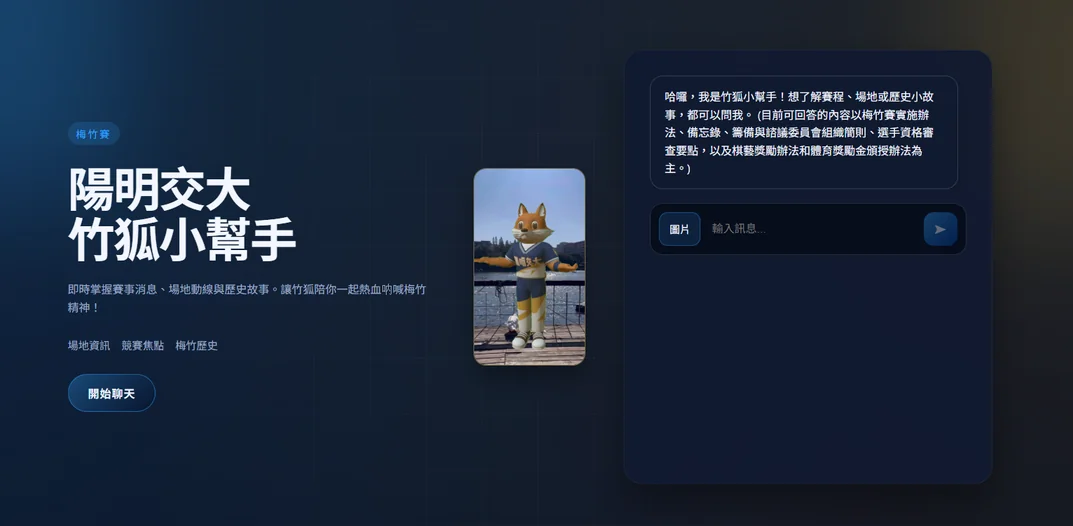 梅竹賽
陽明交大
竹狐小幫手
即時掌握賽事消息、場地動線與歷史故事。讓竹狐陪你一起熱血吶喊梅竹
精神！
場地資訊 競賽焦點 梅竹歷史
開始聊天
哈囉，我是竹狐小幫手！想了解賽程、場地或歷史小故
事，都可以問我。 (目前可回答的內容以梅竹賽實施辦
法、備忘錄、籌備與諮議委員會組織簡則、選手資格審
查要點，以及棋藝獎勵辦法和體育獎勵金頒授辦法為
主。)
圖片 輸入訊息...